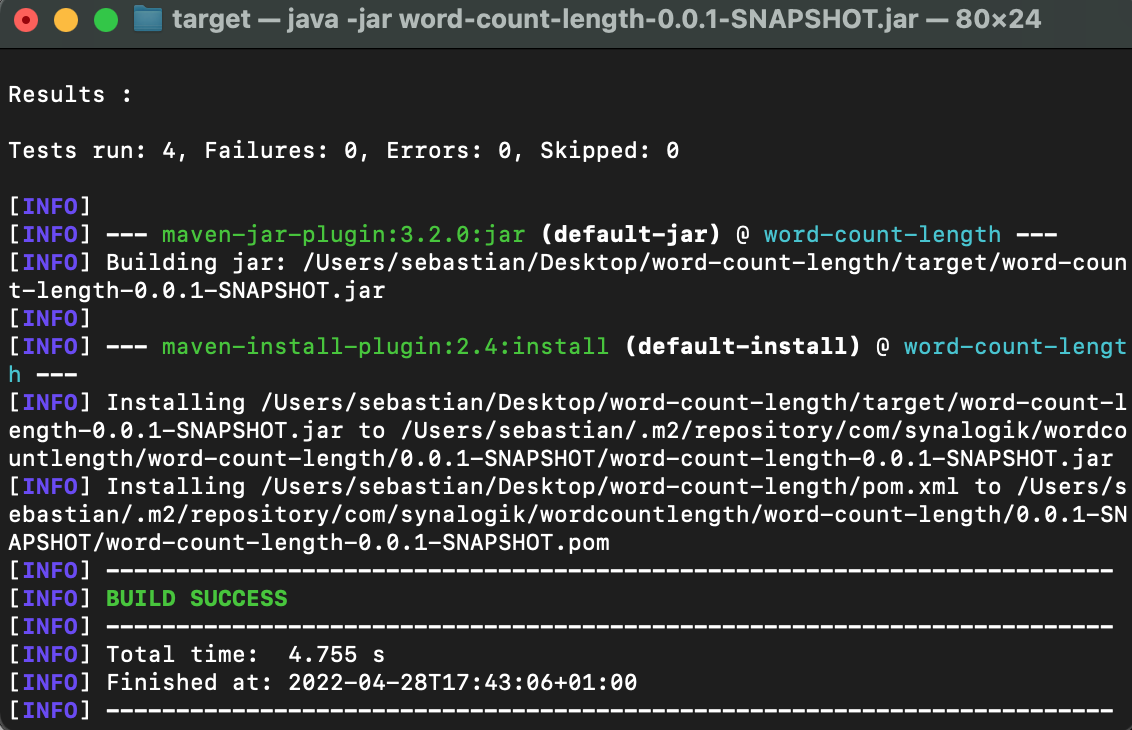 target — java -jar word-count-length-0.0.1-SNAPSHOT.jar — 80×24
Results :
Tests run: 4, Failures: 0, Errors: 0, Skipped: 0
[INFO]
[INFO] --- maven-jar-plugin:3.2.0:jar (default-jar) @ word-count-length ---
[INFO] Building jar: /Users/sebastian/Desktop/word-count-length/target/word-coun
t-length-0.0.1-SNAPSHOT.jar
[INFO]
[INFO] --- maven-install-plugin:2.4:install (default-install) @ word-count-lengt
h ---
[INFO] Installing /Users/sebastian/Desktop/word-count-length/target/word-count-l
ength-0.0.1-SNAPSHOT.jar to /Users/sebastian/.m2/repository/com/synalogik/wordco
untlength/word-count-length/0.0.1-SNAPSHOT/word-count-length-0.0.1-SNAPSHOT.jar
[INFO] Installing /Users/sebastian/Desktop/word-count-length/pom.xml to /Users/s
ebastian/.m2/repository/com/synalogik/wordcountlength/word-count-length/0.0.1-SN
APSHOT/word-count-length-0.0.1-SNAPSHOT.pom
[INFO] ------------------------------------------------------------------------
[INFO] BUILD SUCCESS
[INFO] ------------------------------------------------------------------------
[INFO] Total time:  4.755 s
[INFO] Finished at: 2022-04-28T17:43:06+01:00
[INFO] ------------------------------------------------------------------------